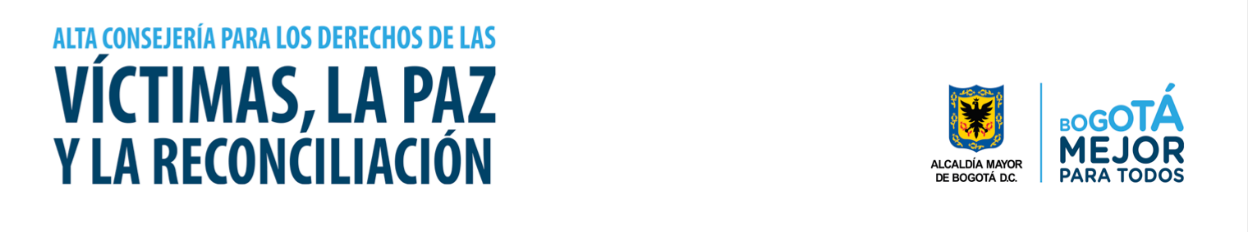 ALTA CONSEJERÍA PARA LOS DERECHOS DE LAS
VÍCTIMAS, LA PAZ
Y LA RECONCILIACIÓN
ALCALDÍA MAYOR
DE BOGOTÁ D.C.
BOGOTÁ
MEJOR
PARA TODOS